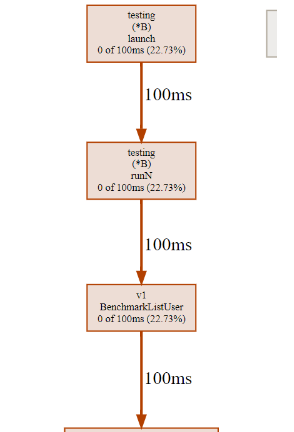 testing
(*B)
launch
0 of 100ms (22.73%)
100ms
testing
(*B)
runN
0 of 100ms (22.73%)
100ms
v1
BenchmarkListUser
0 of 100ms (22.73%)
100ms